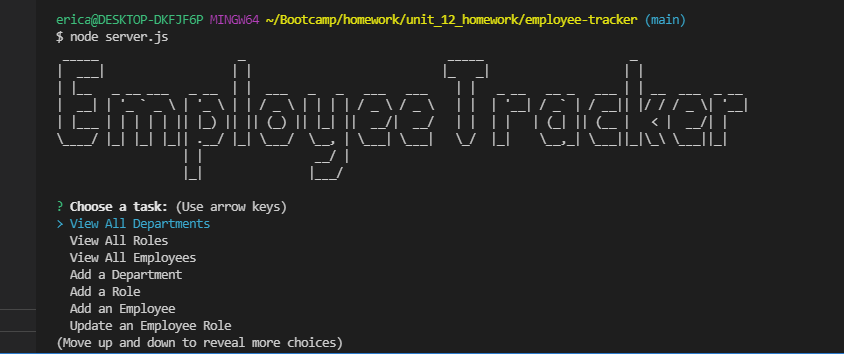 erica@DESKTOP-DKFJF6P MINGW64 ~/Bootcamp/homework/unit_12_homework/employee-tracker (main)
$ node server.js
EmployeeTracker
? Choose a task: (Use arrow keys)
> View All Departments
View All Roles
View All Employees
Add a Department
Add a Role
Add an Employee
Update an Employee Role
(Move up and down to reveal more choices)